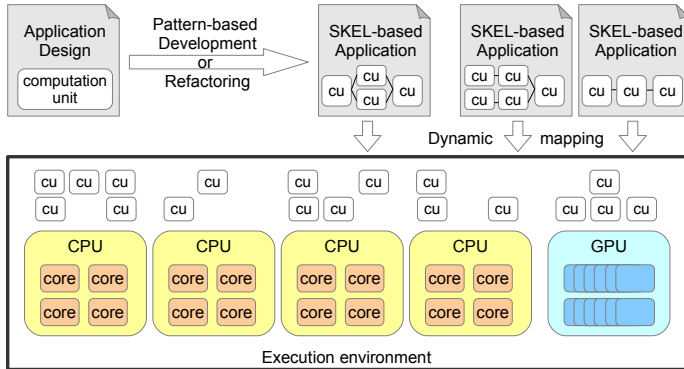 Application
Design
computation
unit
Pattern-based
Development
or
Refactoring
SKEL-based
Application
cu
cu cu
cu
SKEL-based
Application
cu cu
cu
cu cu
SKEL-based
Application
cu cu cu
Dynamic mapping
cu cu cu cu cu cu cu cu
cu cu cu cu cu cu cu cu cu cu
CPU CPU CPU CPU GPU
core core core core core core core core
core core core core core core core core
Execution environment